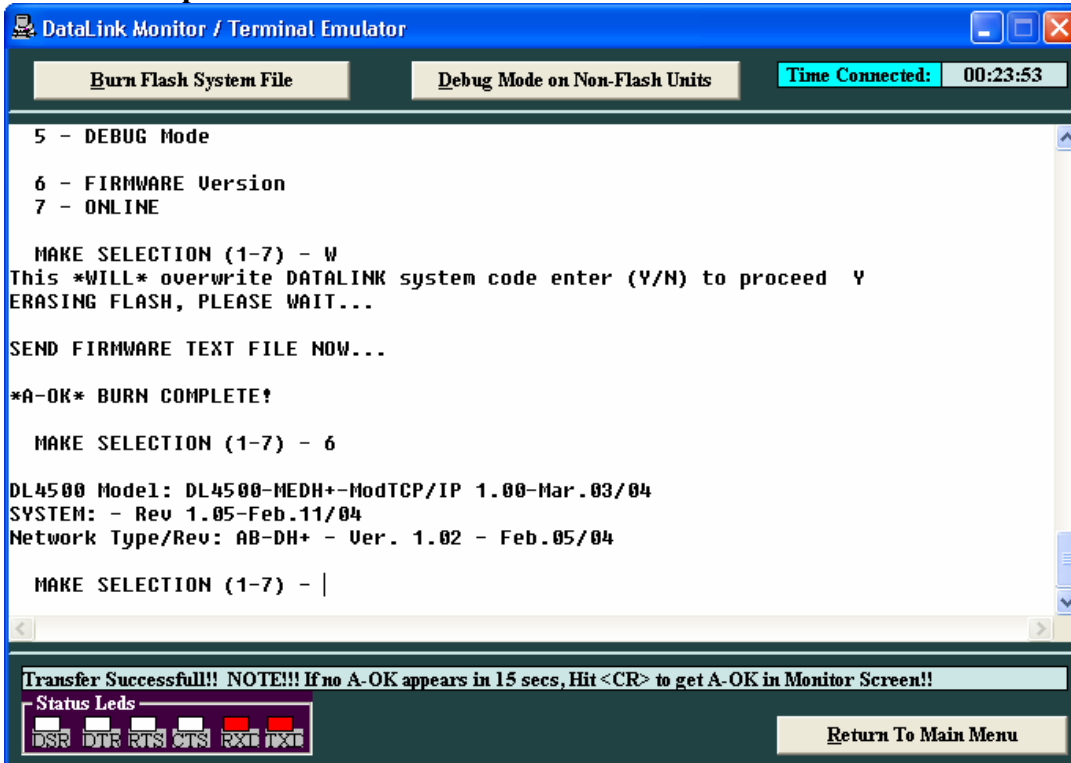 DataLink Monitor / Terminal Emulator
Burn Flash System File
Debug Mode on Non-Flash Units
Time Connected: 00:23:53
5 - DEBUG Mode
6 - FIRMWARE Version
7 - ONLINE
MAKE SELECTION (1-7) - W
This *WILL* overwrite DATALINK system code enter (Y/N) to proceed Y
ERASING FLASH, PLEASE WAIT...
SEND FIRMWARE TEXT FILE NOW...
*A-OK* BURN COMPLETE!
MAKE SELECTION (1-7) - 6
DL4500 Model: DL4500-MEDH+-ModTCP/IP 1.00-Mar.03/04
SYSTEM: - Rev 1.05-Feb.11/04
Network Type/Rev: AB-DH+ - Ver. 1.02 - Feb.05/04
MAKE SELECTION (1-7) -
Transfer Successfull!! NOTE!!! If no A-OK appears in 15 secs, Hit <CR> to get A-OK in Monitor Screen!!
Status Leds
DSR DTR RTS CTS RXD TXD
Return To Main Menu